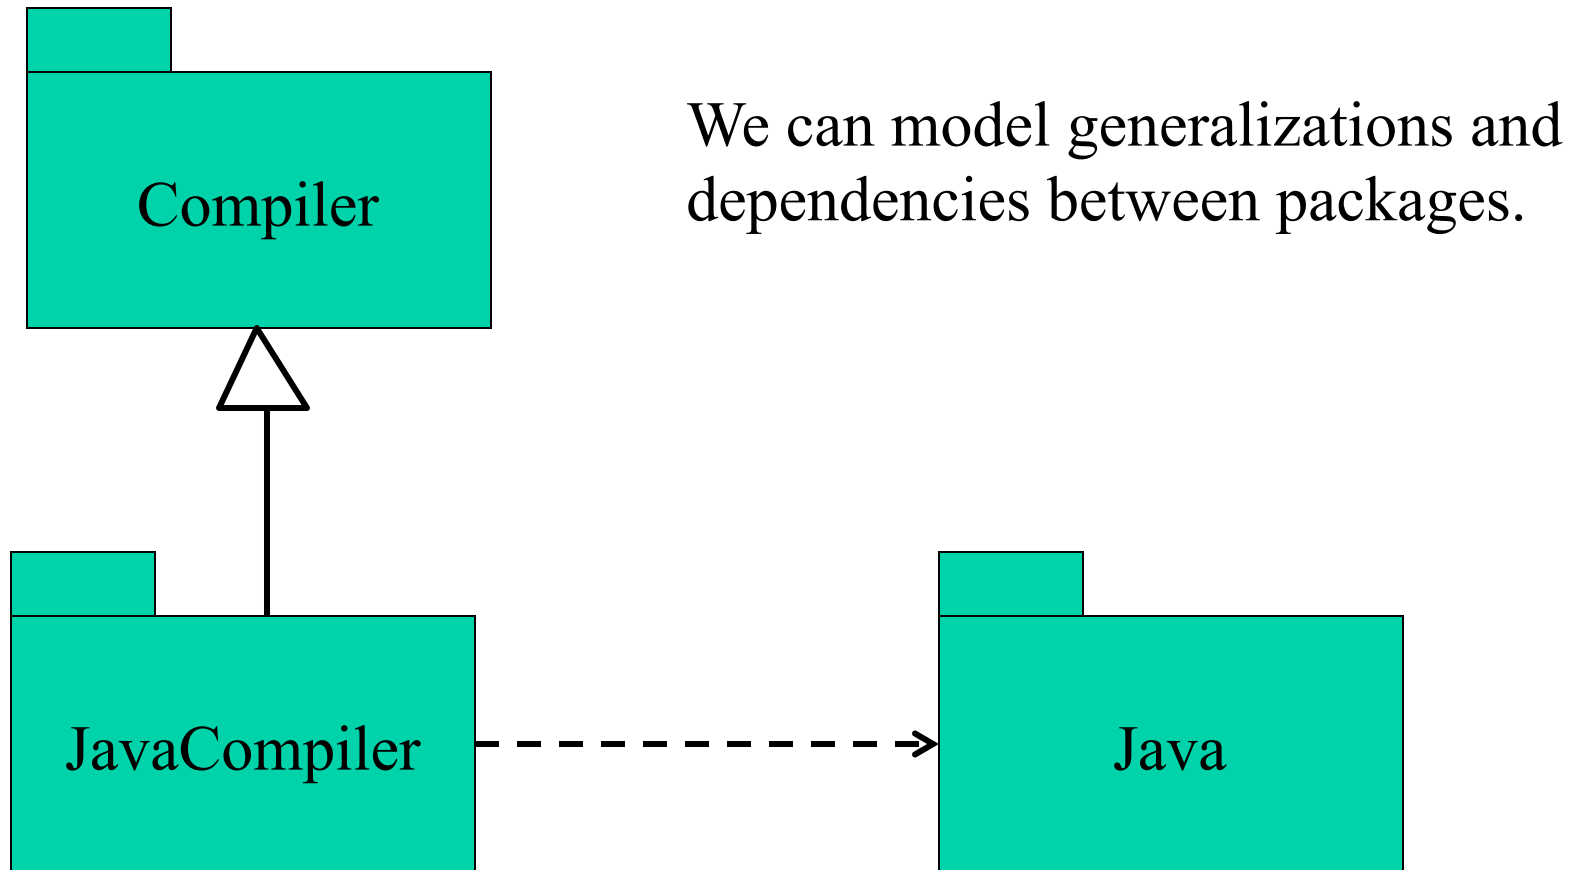 Compiler
We can model generalizations and
dependencies between packages.
JavaCompiler
Java